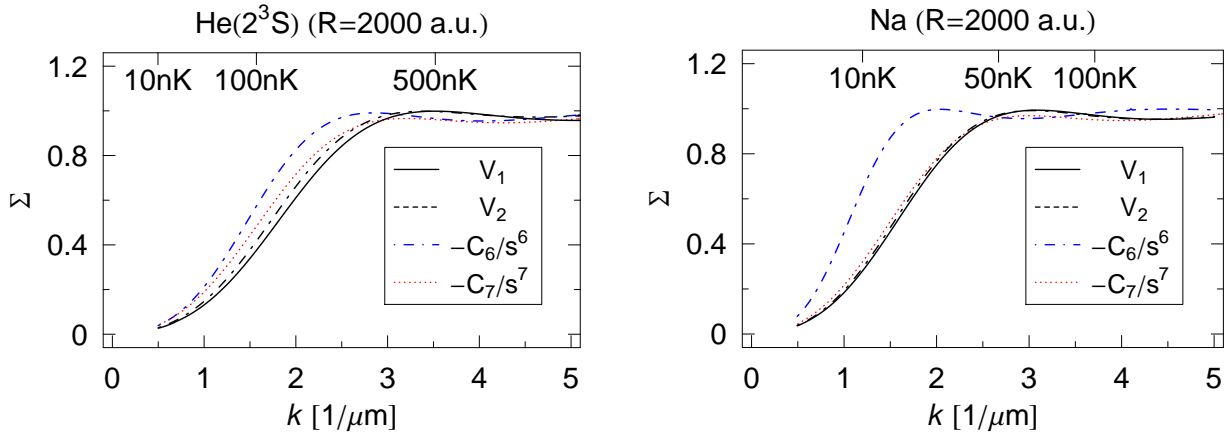 He(2³S) (R=2000 a.u.)
1.2
0.8
0.4
0
Σ
10nK 100nK 500nK
V₁
V₂
−C₆/s⁶
−C₇/s⁷
0 1 2 3 4 5
k [1/μm]
Na (R=2000 a.u.)
1.2
0.8
0.4
0
Σ
10nK 50nK 100nK
V₁
V₂
−C₆/s⁶
−C₇/s⁷
0 1 2 3 4 5
k [1/μm]